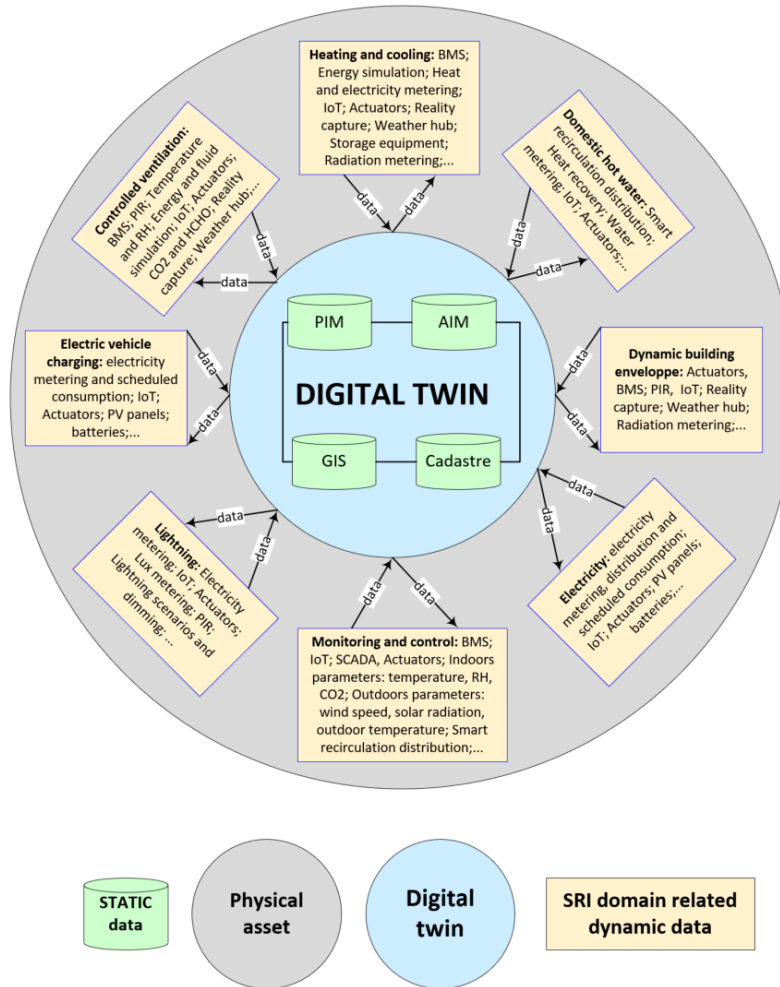 Heating and cooling: BMS;
Energy simulation; Heat
and electricity metering;
IoT; Actuators; Reality
capture; Weather hub;
Storage equipment;
Radiation metering;...
data
data
Domestic hot water: Smart
recirculation distribution;
Heat recovery; Water
metering; IoT; Actuators;...
data
data
Controlled ventilation:
BMS; PIR; Temperature
and RH; Energy and fluid
simulation; IoT; Actuators;
CO2 and HCHO; Reality
capture; Weather hub;...
data
data
Electric vehicle
charging: electricity
metering and scheduled
consumption; IoT;
Actuators; PV panels;
batteries;...
data
data
PIM
AIM
DIGITAL TWIN
GIS
Cadastre
Dynamic building
enveloppe: Actuators,
BMS; PIR, IoT; Reality
capture; Weather hub;
Radiation metering;...
data
data
Lightning: Electricity
metering; IoT; Actuators;
Lux metering; PIR;
Lightning scenarios and
dimming; ...
data
data
Monitoring and control: BMS;
IoT; SCADA, Actuators; Indoors
parameters: temperature, RH,
CO2; Outdoors parameters:
wind speed, solar radiation,
outdoor temperature; Smart
recirculation distribution;...
data
data
Electricity: electricity
metering, distribution and
scheduled consumption;
IoT; Actuators; PV panels;
batteries;...
data
data
STATIC
data
Physical
asset
Digital
twin
SRI domain related
dynamic data